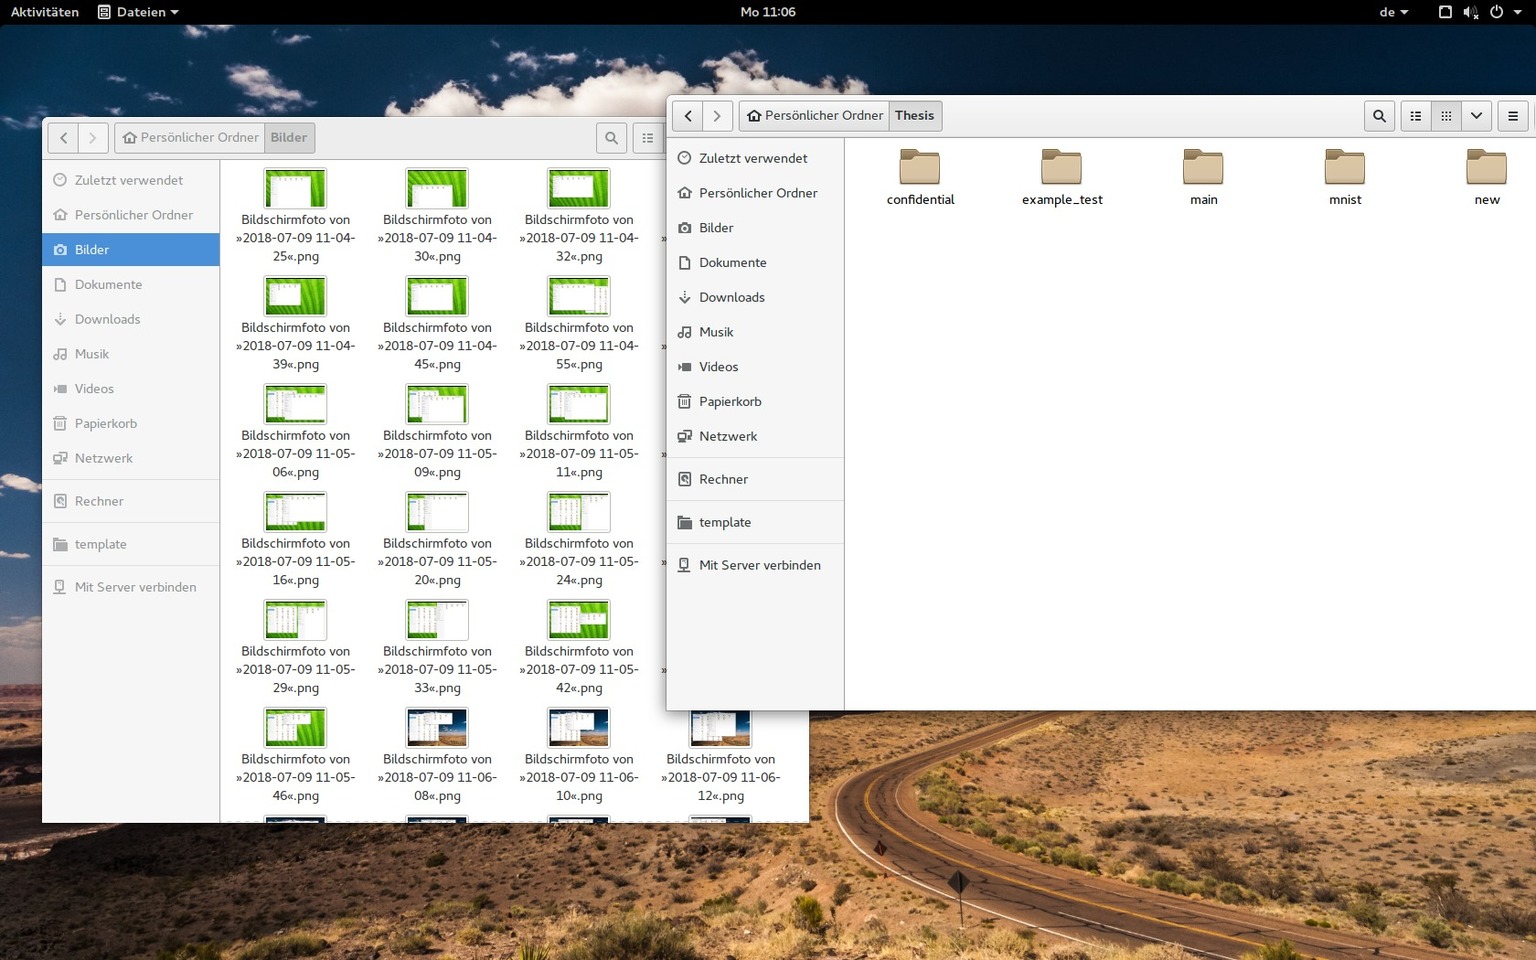 Aktivitäten Dateien Mo 11:06 de
Persönlicher Ordner Bilder
Zuletzt verwendet
Persönlicher Ordner
Bilder
Dokumente
Downloads
Musik
Videos
Papierkorb
Netzwerk
Rechner
template
Mit Server verbinden
Bildschirmfoto von
»2018-07-09 11-04-
25«.png
Bildschirmfoto von
»2018-07-09 11-04-
30«.png
Bildschirmfoto von
»2018-07-09 11-04-
32«.png
»
Bildschirmfoto von
»2018-07-09 11-04-
39«.png
Bildschirmfoto von
»2018-07-09 11-04-
45«.png
Bildschirmfoto von
»2018-07-09 11-04-
55«.png
»
Bildschirmfoto von
»2018-07-09 11-05-
06«.png
Bildschirmfoto von
»2018-07-09 11-05-
09«.png
Bildschirmfoto von
»2018-07-09 11-05-
11«.png
»
Bildschirmfoto von
»2018-07-09 11-05-
16«.png
Bildschirmfoto von
»2018-07-09 11-05-
20«.png
Bildschirmfoto von
»2018-07-09 11-05-
24«.png
»
Bildschirmfoto von
»2018-07-09 11-05-
29«.png
Bildschirmfoto von
»2018-07-09 11-05-
33«.png
Bildschirmfoto von
»2018-07-09 11-05-
42«.png
»
Bildschirmfoto von
»2018-07-09 11-05-
46«.png
Bildschirmfoto von
»2018-07-09 11-06-
08«.png
Bildschirmfoto von
»2018-07-09 11-06-
10«.png
Bildschirmfoto von
»2018-07-09 11-06-
12«.png
Persönlicher Ordner Thesis
Zuletzt verwendet
Persönlicher Ordner
Bilder
Dokumente
Downloads
Musik
Videos
Papierkorb
Netzwerk
Rechner
template
Mit Server verbinden
confidential
example_test
main
mnist
new